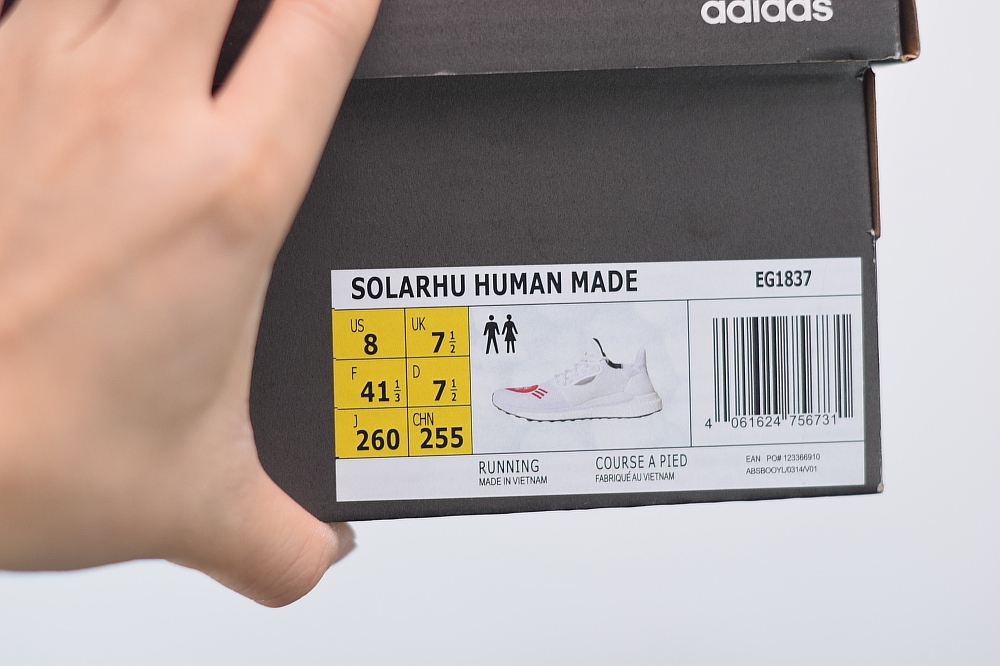 adidas
SOLARHU HUMAN MADE EG1837
US 8 UK 7 1/2
F 41 1/3 D 7 1/2
J 260 CHN 255
4 061624 756731
RUNNING COURSE A PIED
MADE IN VIETNAM FABRIQUÉ AU VIETNAM
EAN PO# 123366910
ABSBOOYL/0314/V01